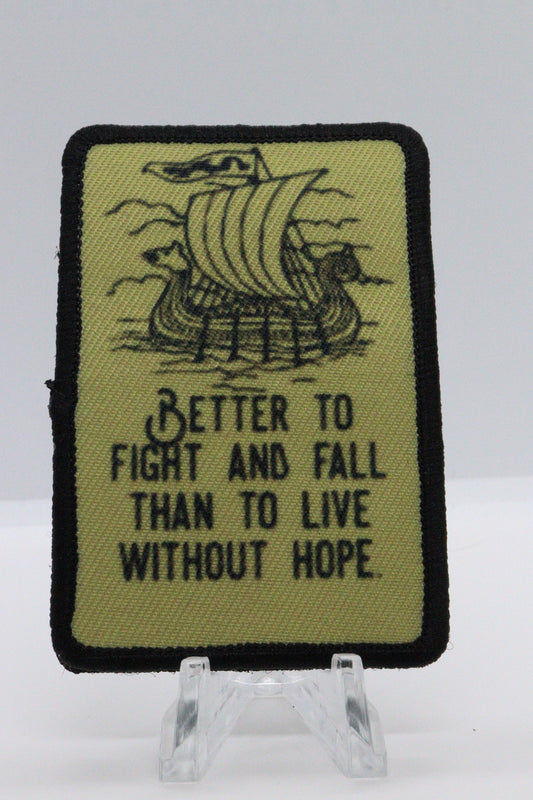 BETTER TO
FIGHT AND FALL
THAN TO LIVE
WITHOUT HOPE.